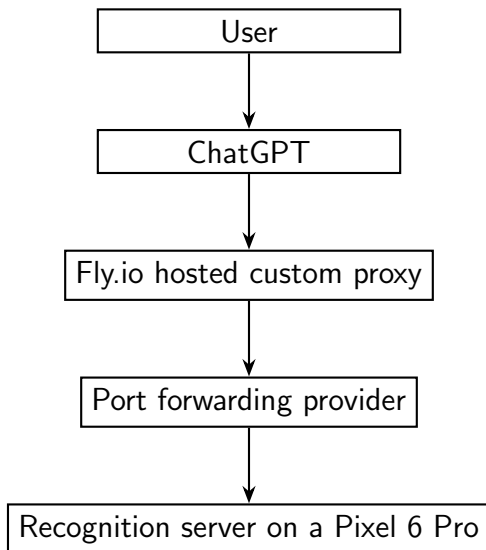 User
ChatGPT
Fly.io hosted custom proxy
Port forwarding provider
Recognition server on a Pixel 6 Pro